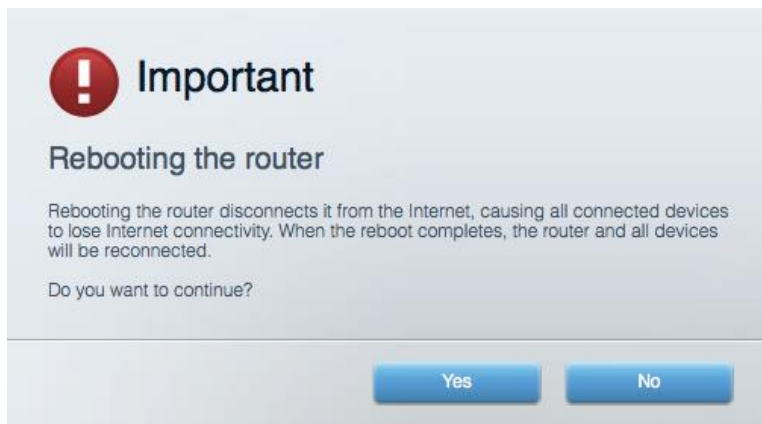 Important
Rebooting the router
Rebooting the router disconnects it from the Internet, causing all connected devices
to lose Internet connectivity. When the reboot completes, the router and all devices
will be reconnected.
Do you want to continue?
Yes
No